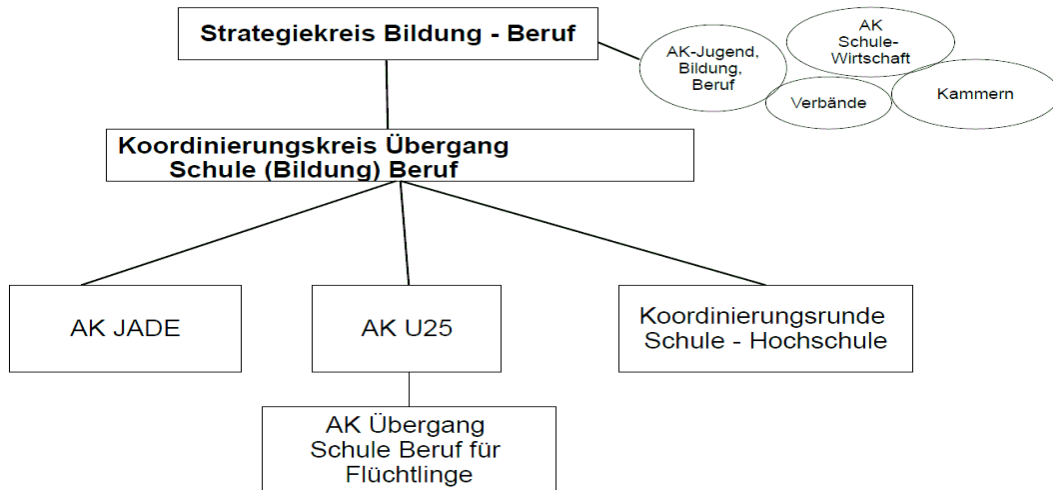 Strategiekreis Bildung - Beruf
AK-Jugend,
Bildung,
Beruf
AK
Schule-
Wirtschaft
Verbände
Kammern
Koordinierungskreis Übergang
Schule (Bildung) Beruf
AK JADE
AK U25
Koordinierungsrunde
Schule - Hochschule
AK Übergang
Schule Beruf für
Flüchtlinge